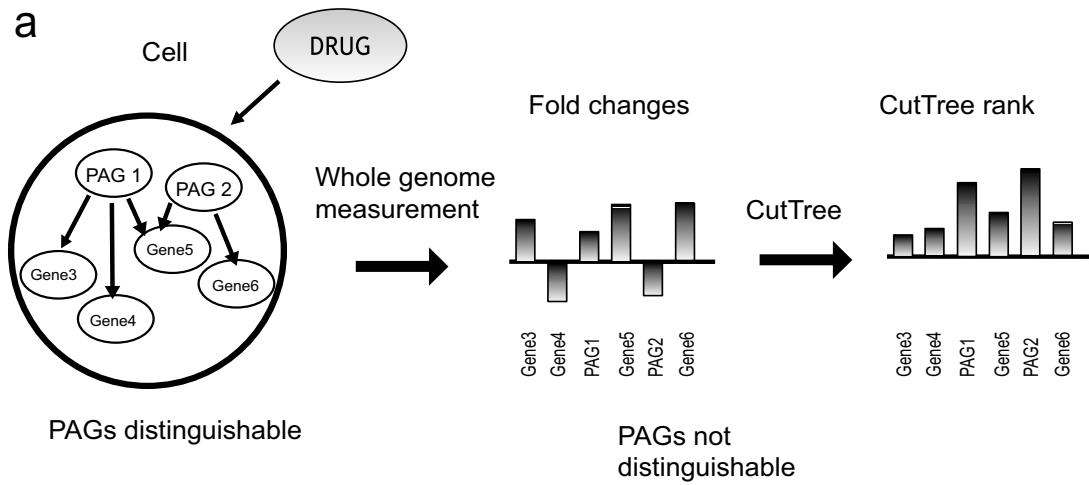 a
Cell
DRUG
PAG 1
PAG 2
Gene5
Gene3
Gene6
Gene4
PAGs distinguishable
Whole genome
measurement
Fold changes
Gene3
Gene4
PAG1
Gene5
PAG2
Gene6
PAGs not
distinguishable
CutTree
CutTree rank
Gene3
Gene4
PAG1
Gene5
PAG2
Gene6